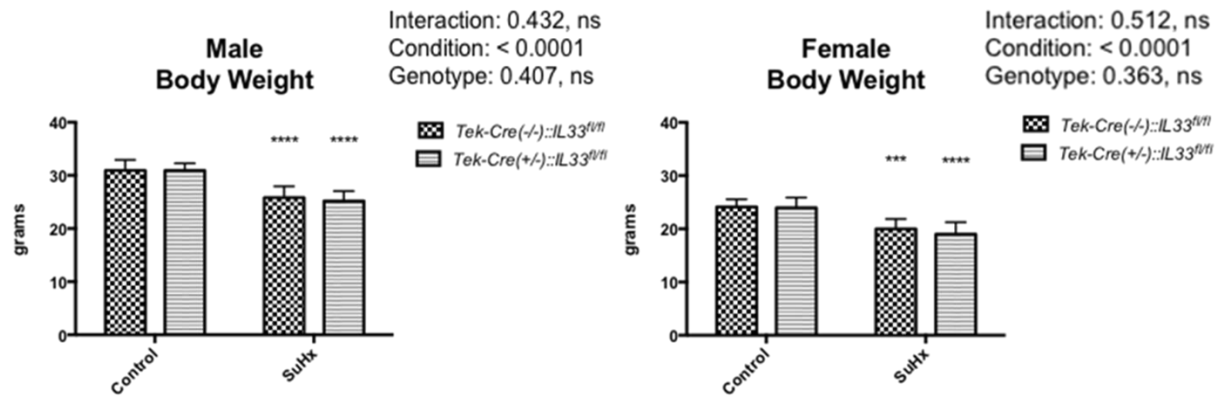 Male
Body Weight
Interaction: 0.432, ns
Condition: < 0.0001
Genotype: 0.407, ns
Tek-Cre(-/-)::IL33fl/fl
Tek-Cre(+/-)::IL33fl/fl
40
30
20
10
0
grams
**** ****
Control
SuHx
Female
Body Weight
Interaction: 0.512, ns
Condition: < 0.0001
Genotype: 0.363, ns
Tek-Cre(-/-)::IL33fl/fl
Tek-Cre(+/-)::IL33fl/fl
40
30
20
10
0
grams
*** ****
Control
SuHx